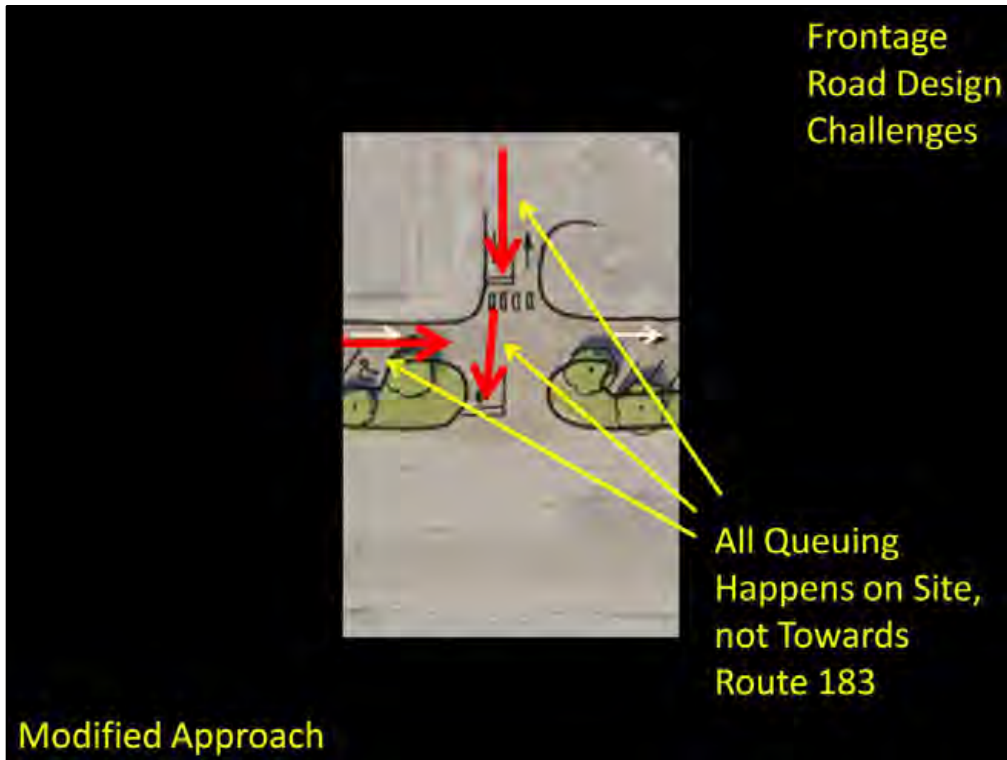 Frontage
Road Design
Challenges
All Queuing
Happens on Site,
not Towards
Route 183
Modified Approach